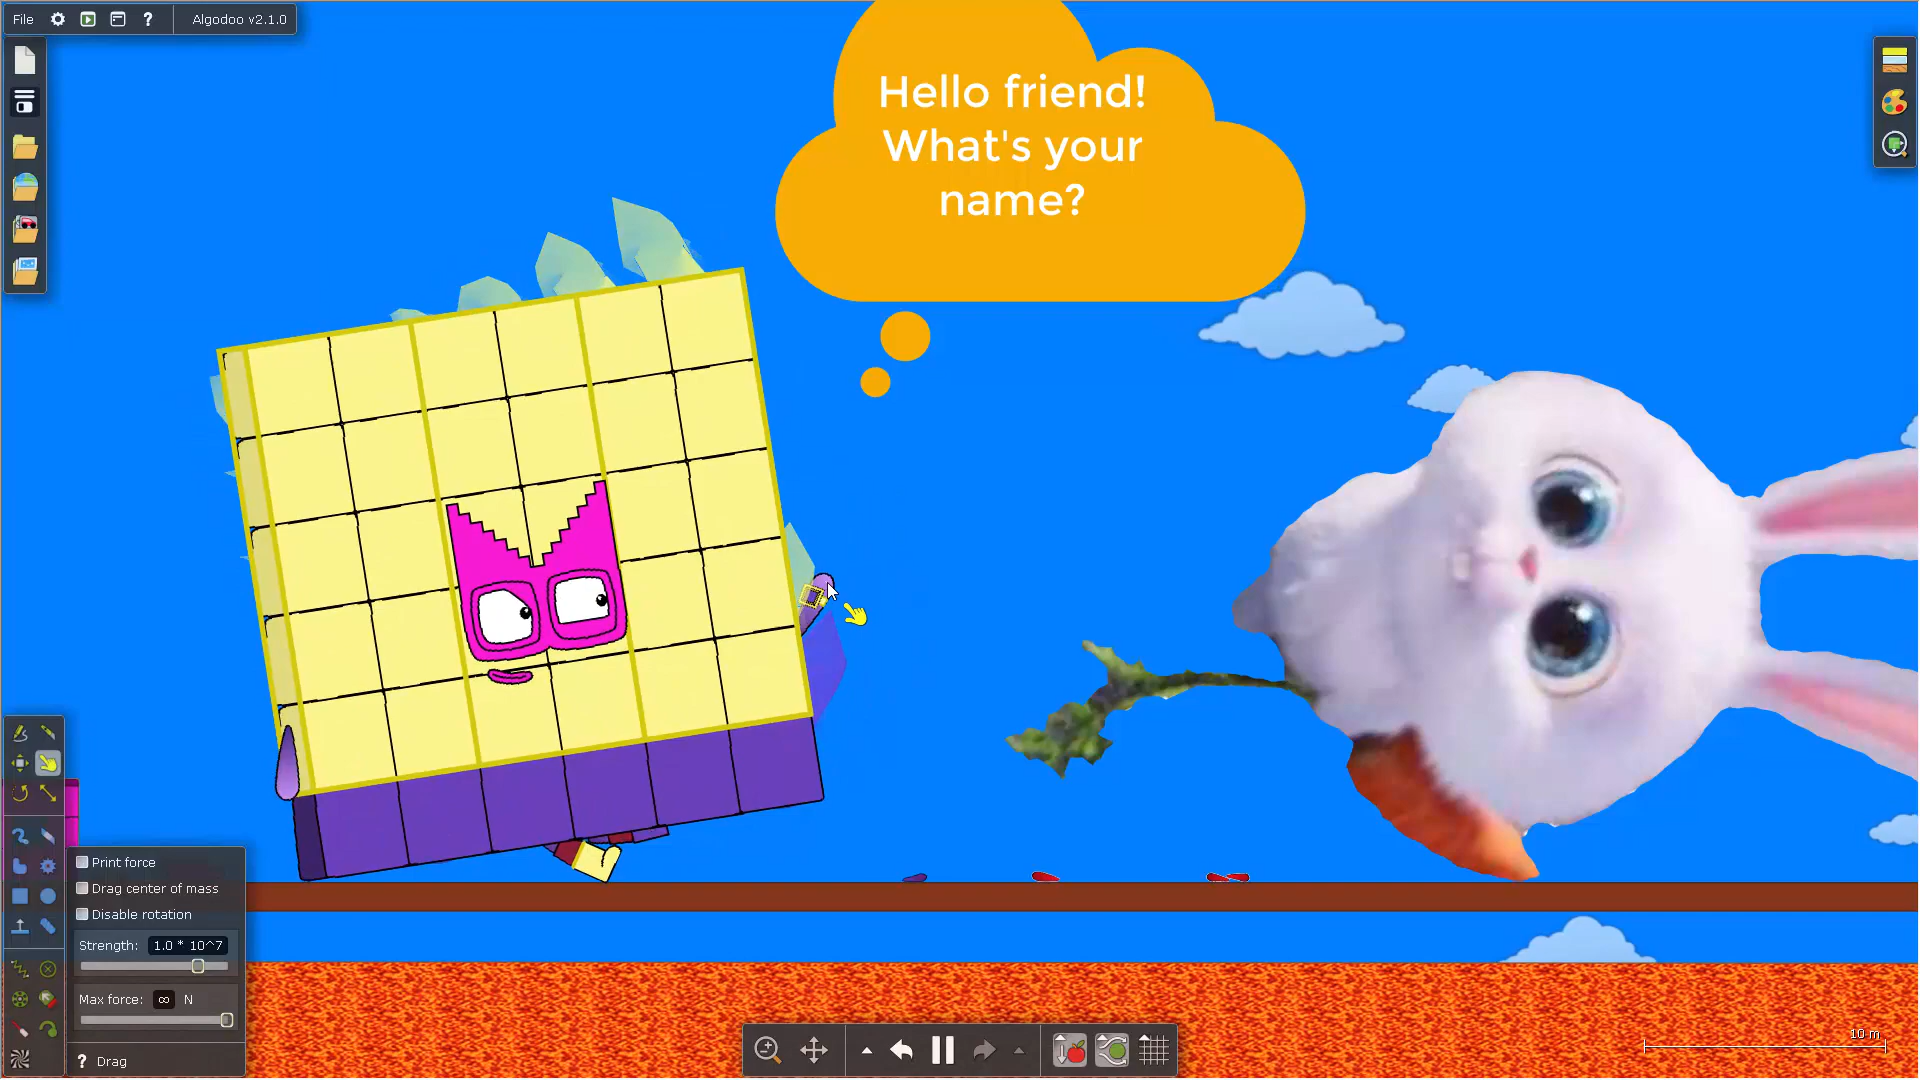 File
?
Algodoo v2.1.0
Hello friend!
What's your
name?
Print force
Drag center of mass
Disable rotation
Strength: 1.0 * 10^7
Max force: ∞ N
? Drag
10 m